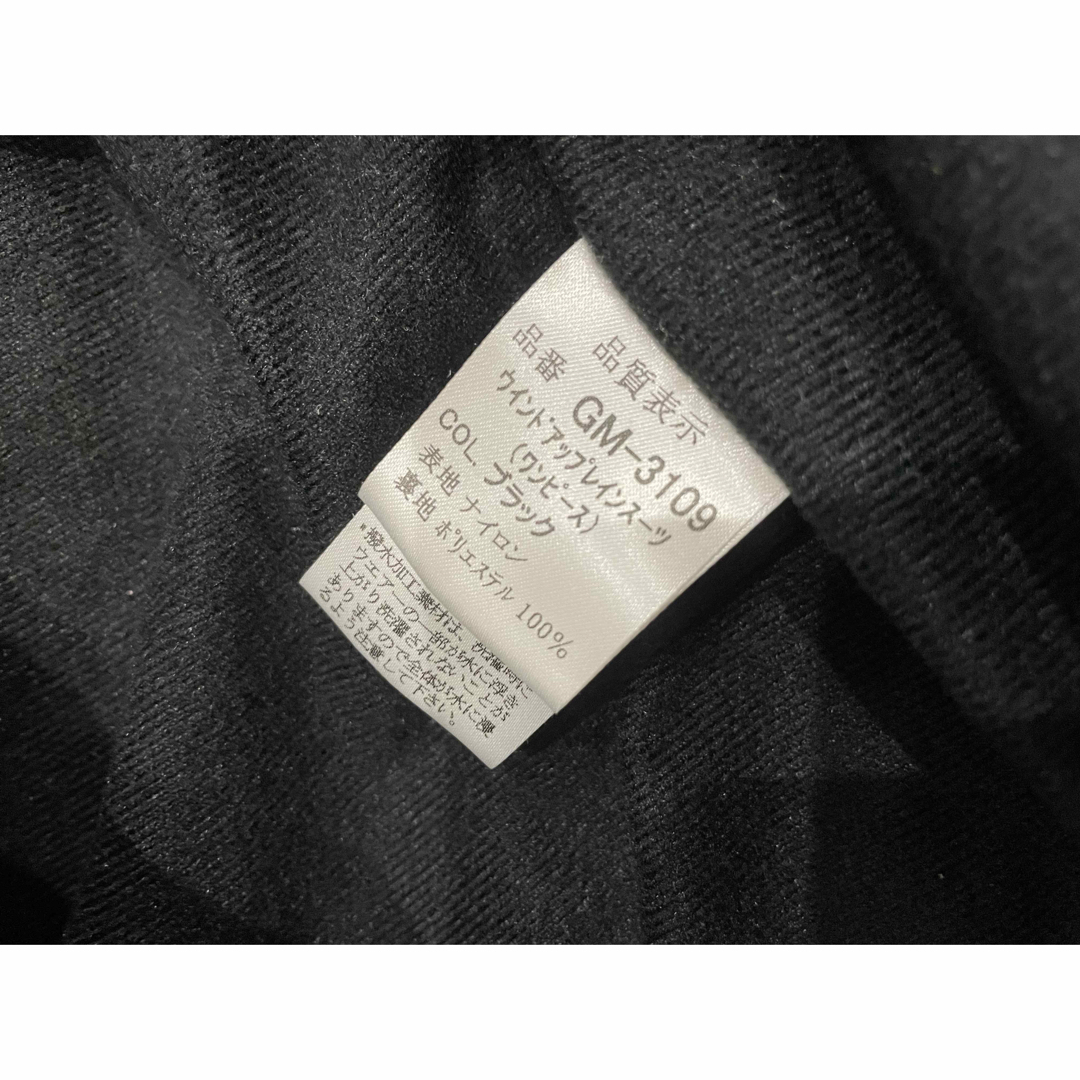 品質表示
品番 GM-3109
ウインドアップレインスーツ
(ワンピース)
COL. ブラック
表地 ナイロン
裏地 ポリエステル 100%
*撥水加工素材は、洗濯時に
ウエアーの一部が水に浮き
上がり洗濯されないことが
ありますので全体が水に浸
るよう注意して下さい。